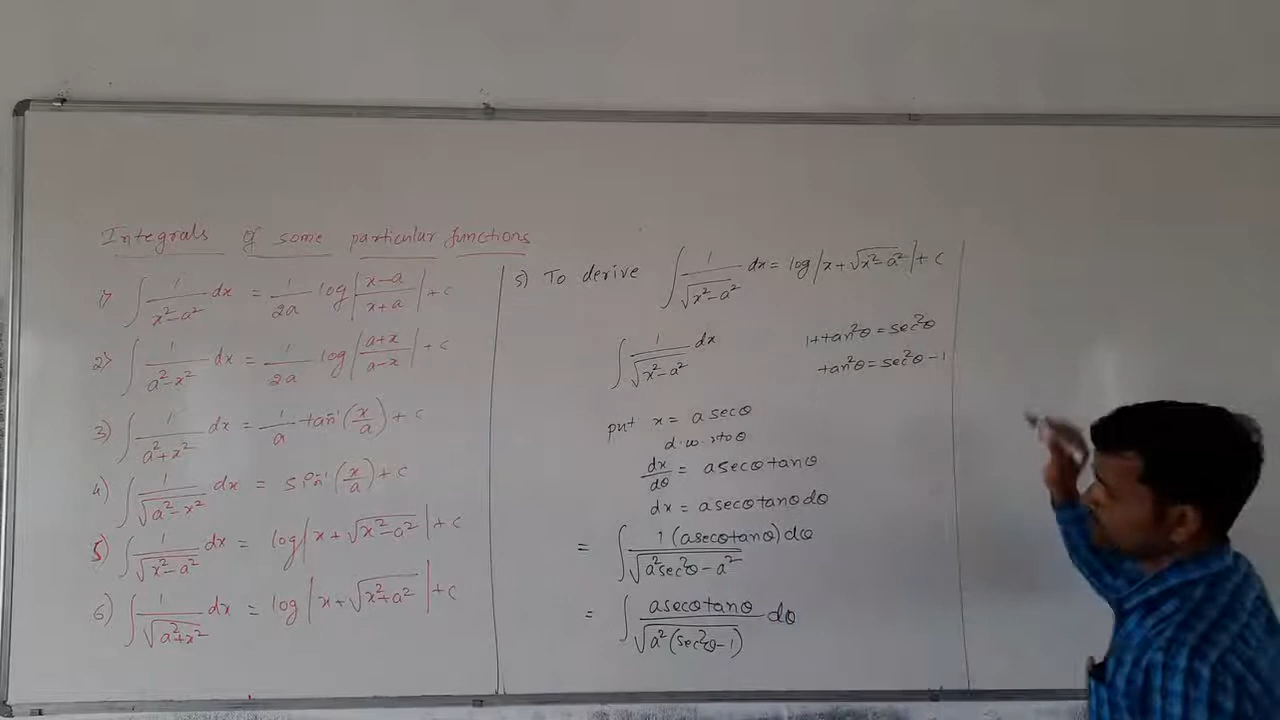 Integrals of some particular functions
1) ∫ 1/(x²-a²) dx = 1/2a log|(x-a)/(x+a)| + c
2) ∫ 1/(a²-x²) dx = 1/2a log|(a+x)/(a-x)| + c
3) ∫ 1/(a²+x²) dx = 1/a tan⁻¹(x/a) + c
4) ∫ 1/√(a²-x²) dx = sin⁻¹(x/a) + c
5) ∫ 1/√(x²-a²) dx = log|x+√(x²-a²)| + c
6) ∫ 1/√(a²+x²) dx = log|x+√(x²+a²)| + c
5) To derive ∫ 1/√(x²-a²) dx = log|x+√(x²-a²)| + c
∫ 1/√(x²-a²) dx
1+tan²θ = sec²θ
tan²θ = sec²θ-1
put x = a secθ
d.w.r.to θ
dx/dθ = a secθ tanθ
dx = a secθ tanθ dθ
= ∫ 1(a secθ tanθ) dθ/√(a² sec²θ - a²)
= ∫ a secθ tanθ/√(a²(sec²θ-1)) dθ